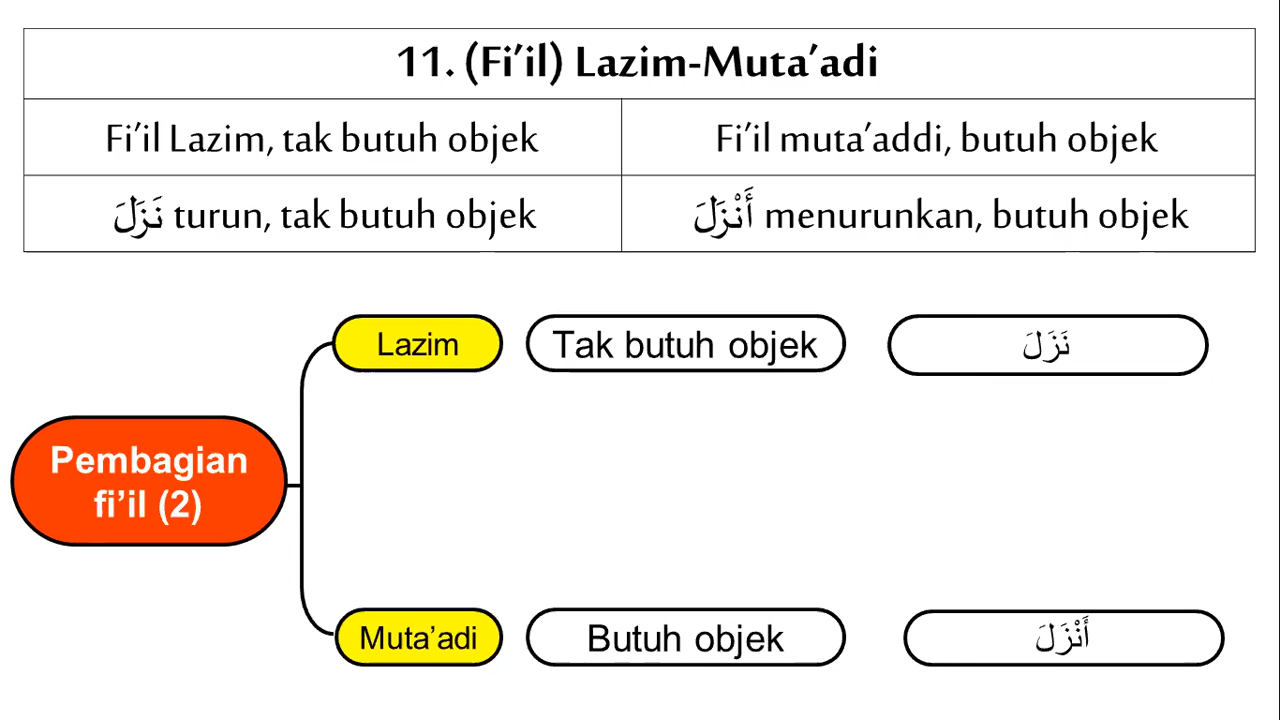 11. (Fi’il) Lazim-Muta’adi
Fi’il Lazim, tak butuh objek
Fi’il muta’addi, butuh objek
نَزَلَ turun, tak butuh objek
أَنْزَلَ menurunkan, butuh objek
Lazim
Tak butuh objek
نَزَلَ
Pembagian
fi’il (2)
Muta’adi
Butuh objek
أَنْزَلَ